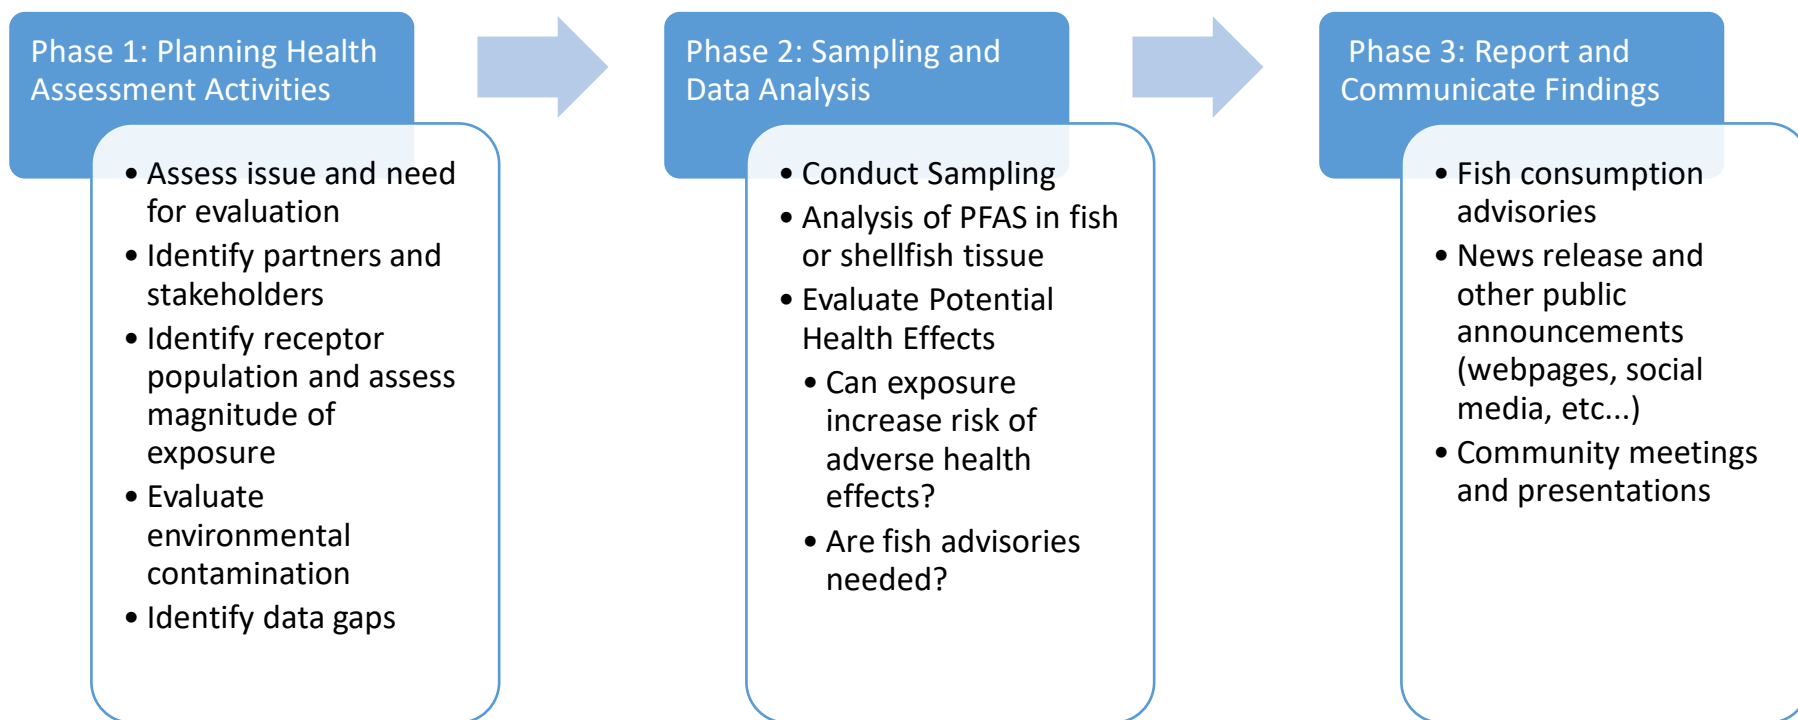 Phase 1: Planning Health
Assessment Activities
• Assess issue and need
for evaluation
• Identify partners and
stakeholders
• Identify receptor
population and assess
magnitude of
exposure
• Evaluate
environmental
contamination
• Identify data gaps
Phase 2: Sampling and
Data Analysis
• Conduct Sampling
• Analysis of PFAS in fish
or shellfish tissue
• Evaluate Potential
Health Effects
• Can exposure
increase risk of
adverse health
effects?
• Are fish advisories
needed?
Phase 3: Report and
Communicate Findings
• Fish consumption
advisories
• News release and
other public
announcements
(webpages, social
media, etc...)
• Community meetings
and presentations